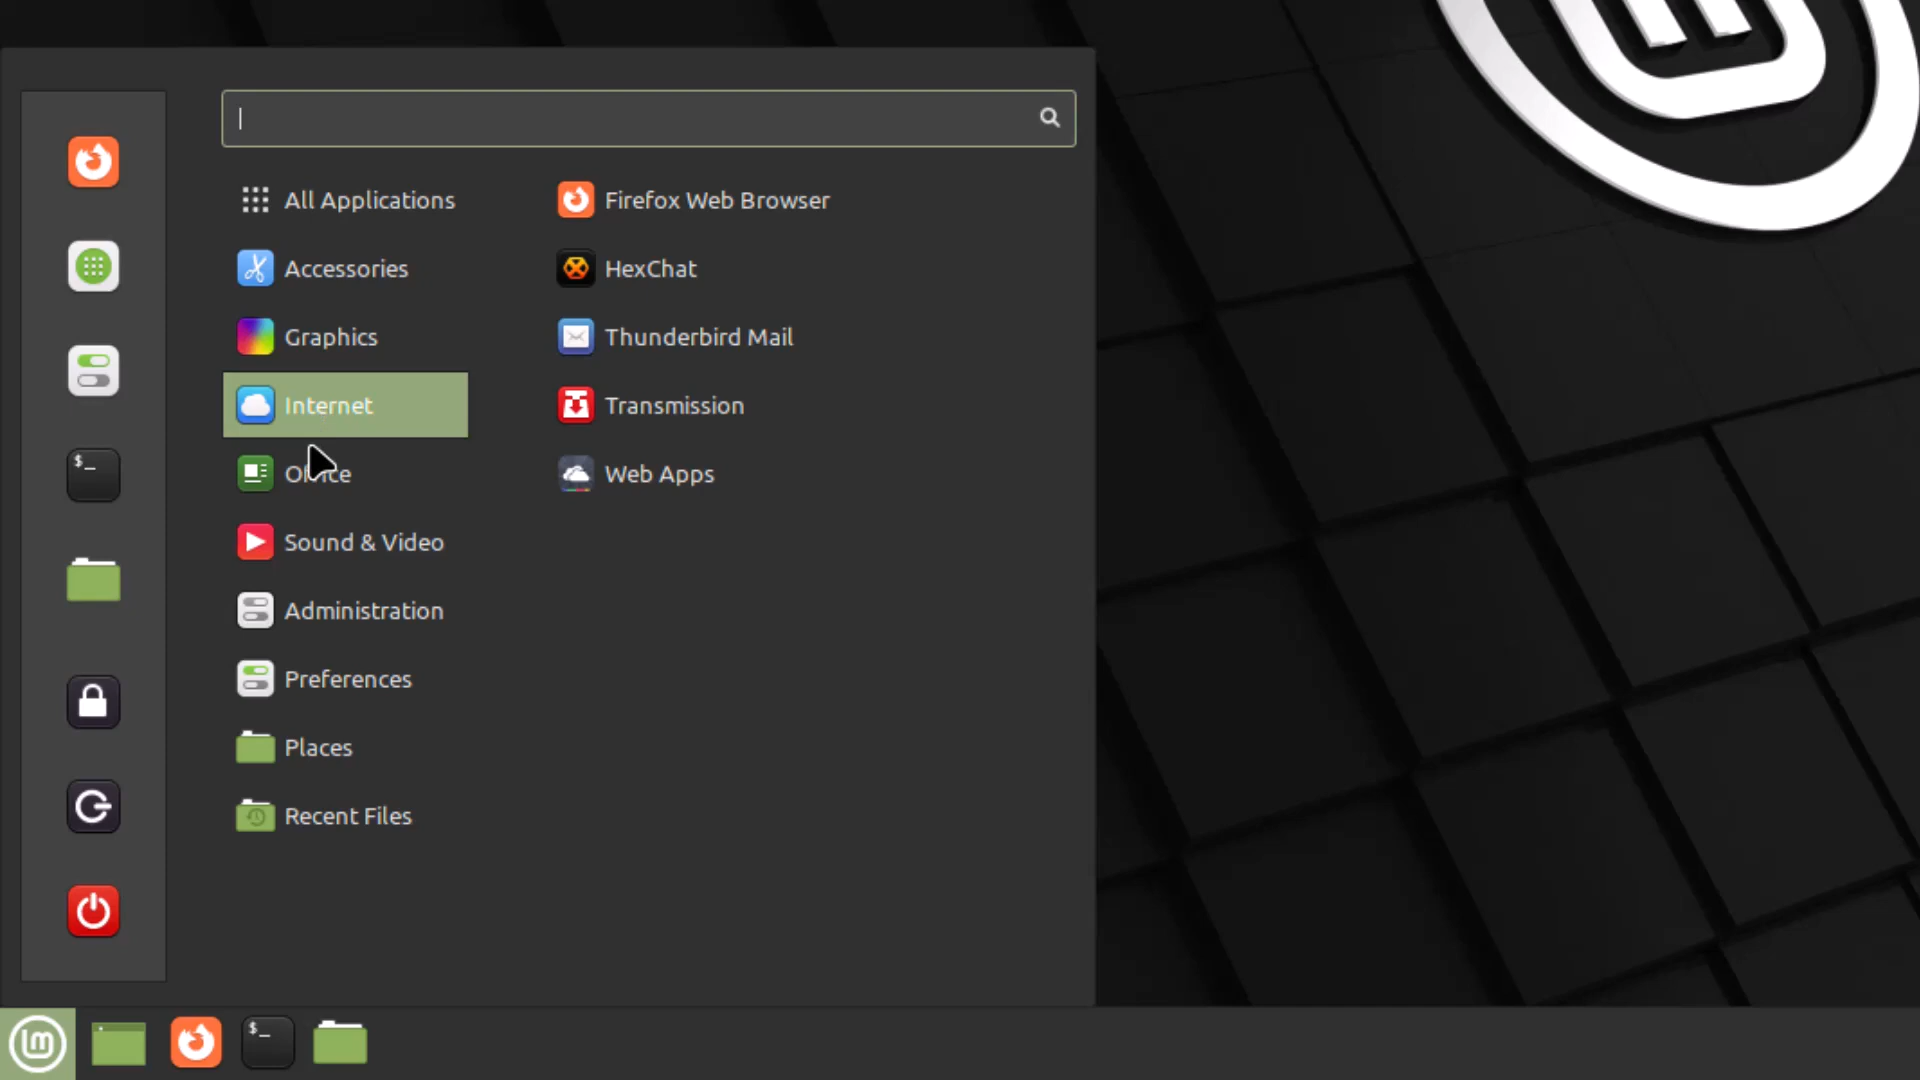 All Applications
Accessories
Graphics
Internet
Office
Sound & Video
Administration
Preferences
Places
Recent Files
Firefox Web Browser
HexChat
Thunderbird Mail
Transmission
Web Apps
$_
$_